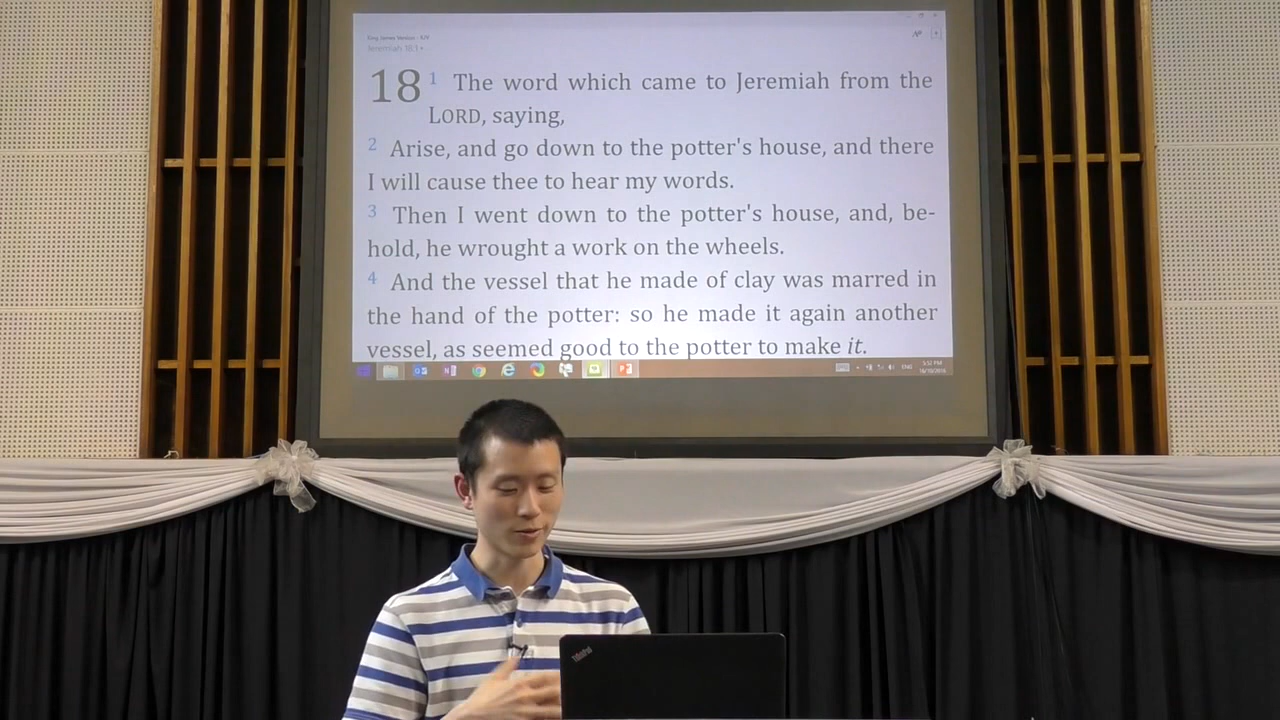 King James Version - KJV
Jeremiah 18:1
18 1 The word which came to Jeremiah from the
LORD, saying,
2 Arise, and go down to the potter's house, and there
I will cause thee to hear my words.
3 Then I went down to the potter's house, and, be-
hold, he wrought a work on the wheels.
4 And the vessel that he made of clay was marred in
the hand of the potter: so he made it again another
vessel, as seemed good to the potter to make it.
ENG
5:57 PM
ThinkPad